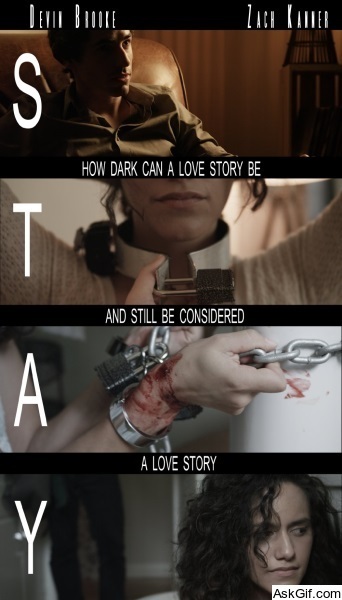 Devin Brooke Zach Kanner
S
HOW DARK CAN A LOVE STORY BE
T
AND STILL BE CONSIDERED
A
A LOVE STORY
Y
AskGif.com